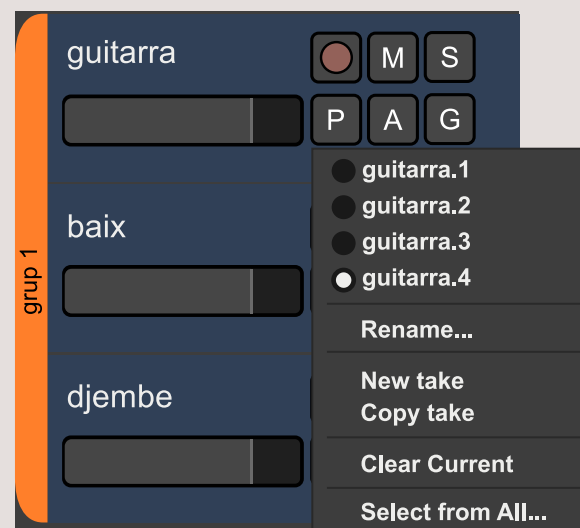 guitarra
M S
P A G
guitarra.1
guitarra.2
guitarra.3
guitarra.4
Rename...
New take
Copy take
Clear Current
Select from All...
grup 1
baix
djembe